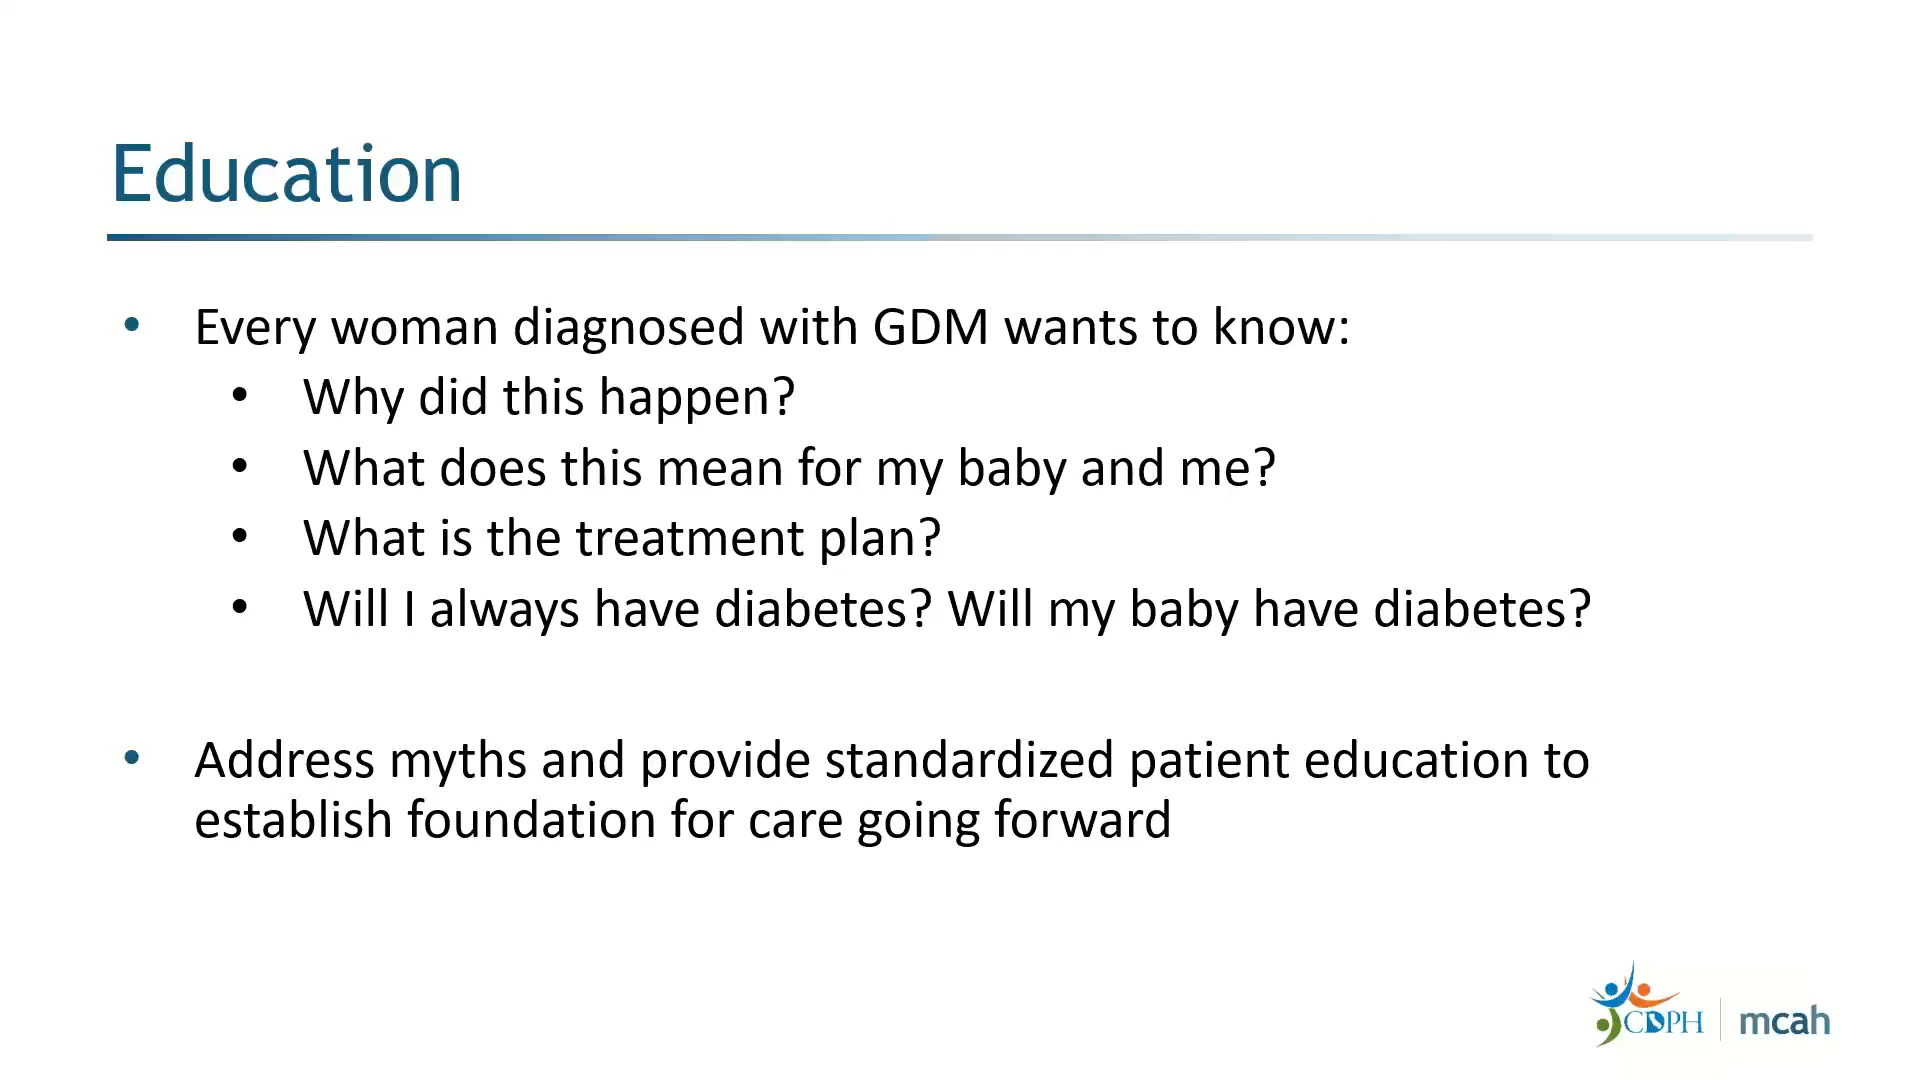 Education
• Every woman diagnosed with GDM wants to know:
• Why did this happen?
• What does this mean for my baby and me?
• What is the treatment plan?
• Will I always have diabetes? Will my baby have diabetes?
• Address myths and provide standardized patient education to
establish foundation for care going forward
CDPH | mcah